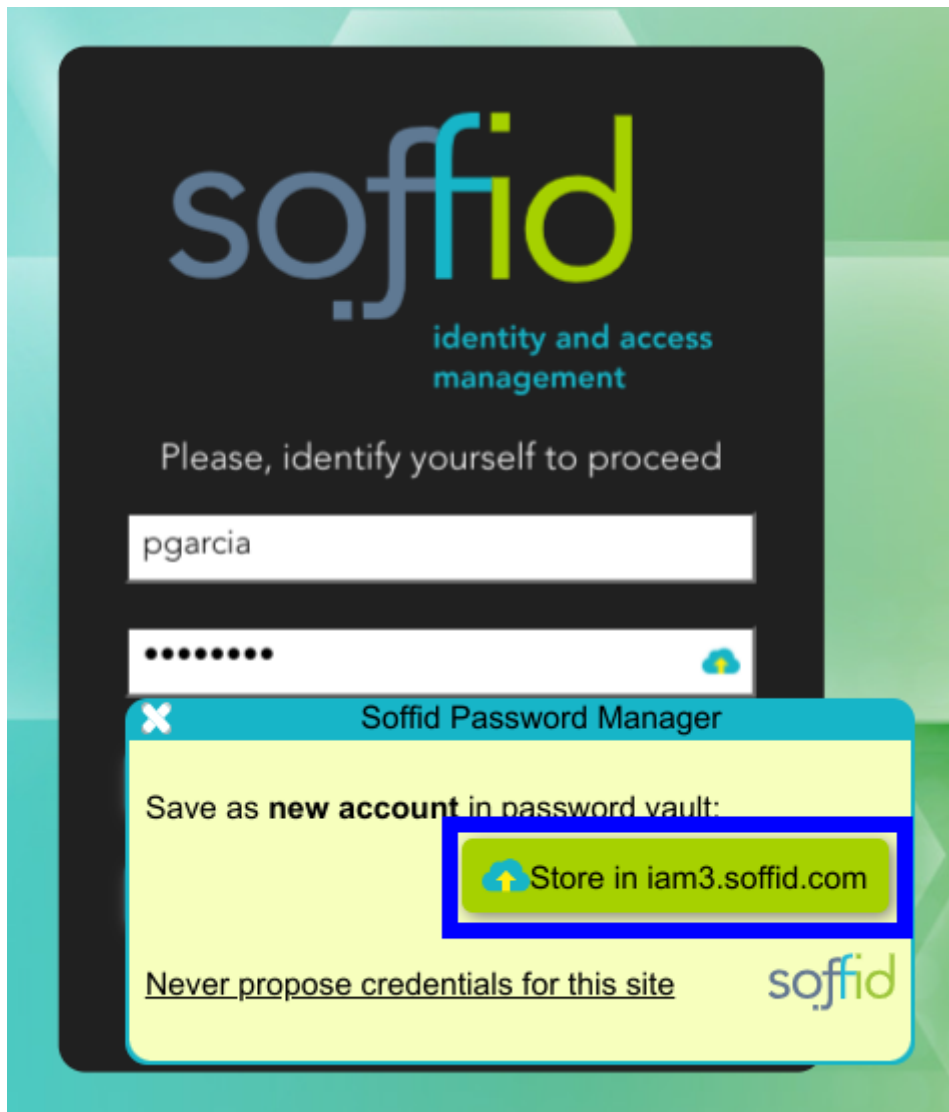 soffid
identity and access
management
Please, identify yourself to proceed
pgarcia
••••••••
Soffid Password Manager
Save as new account in password vault:
Store in iam3.soffid.com
Never propose credentials for this site
soffid